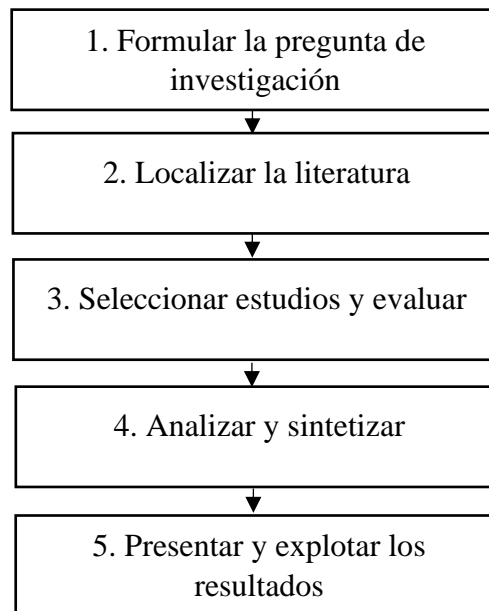 1. Formular la pregunta de
investigación
2. Localizar la literatura
3. Seleccionar estudios y evaluar
4. Analizar y sintetizar
5. Presentar y explotar los
resultados